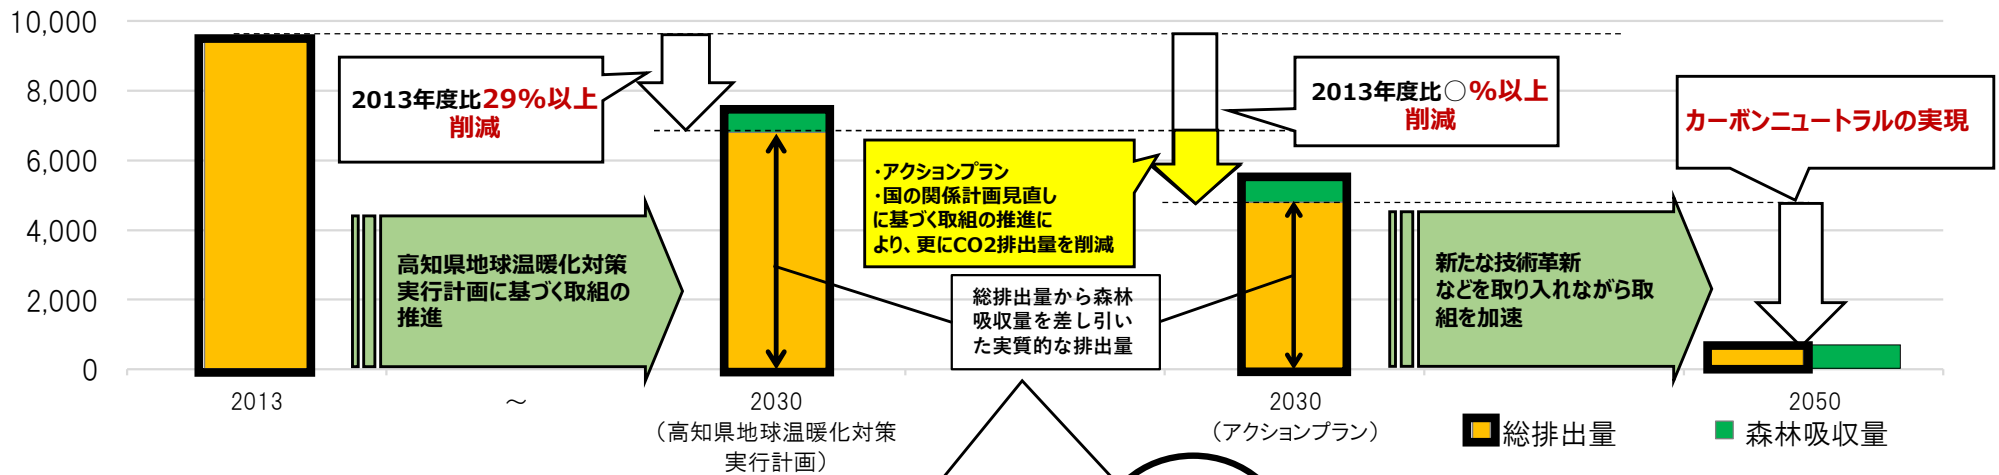 10,000
8,000
6,000
4,000
2,000
0
2013年度比29%以上
削減
2013年度比○%以上
削減
カーボンニュートラルの実現
・アクションプラン
・国の関係計画見直し
に基づく取組の推進に
より、更にCO2排出量を削減
高知県地球温暖化対策
実行計画に基づく取組の
推進
総排出量から森林
吸収量を差し引い
た実質的な排出量
新たな技術革新
などを取り入れながら取
組を加速
2013
～
2030
（高知県地球温暖化対策
実行計画）
2030
（アクションプラン）
2050
総排出量
森林吸収量